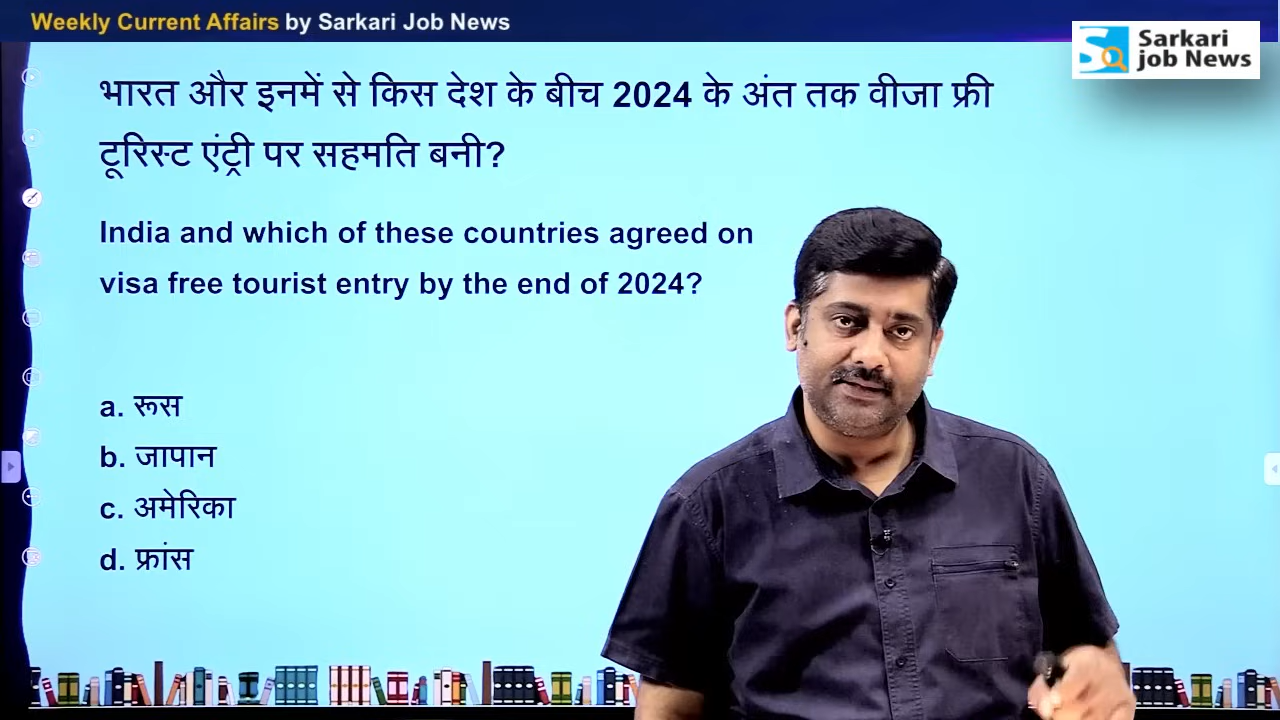 Weekly Current Affairs by Sarkari Job News
Sarkari
job News
भारत और इनमें से किस देश के बीच 2024 के अंत तक वीजा फ्री
टूरिस्ट एंट्री पर सहमति बनी?
India and which of these countries agreed on
visa free tourist entry by the end of 2024?
a. रूस
b. जापान
c. अमेरिका
d. फ्रांस